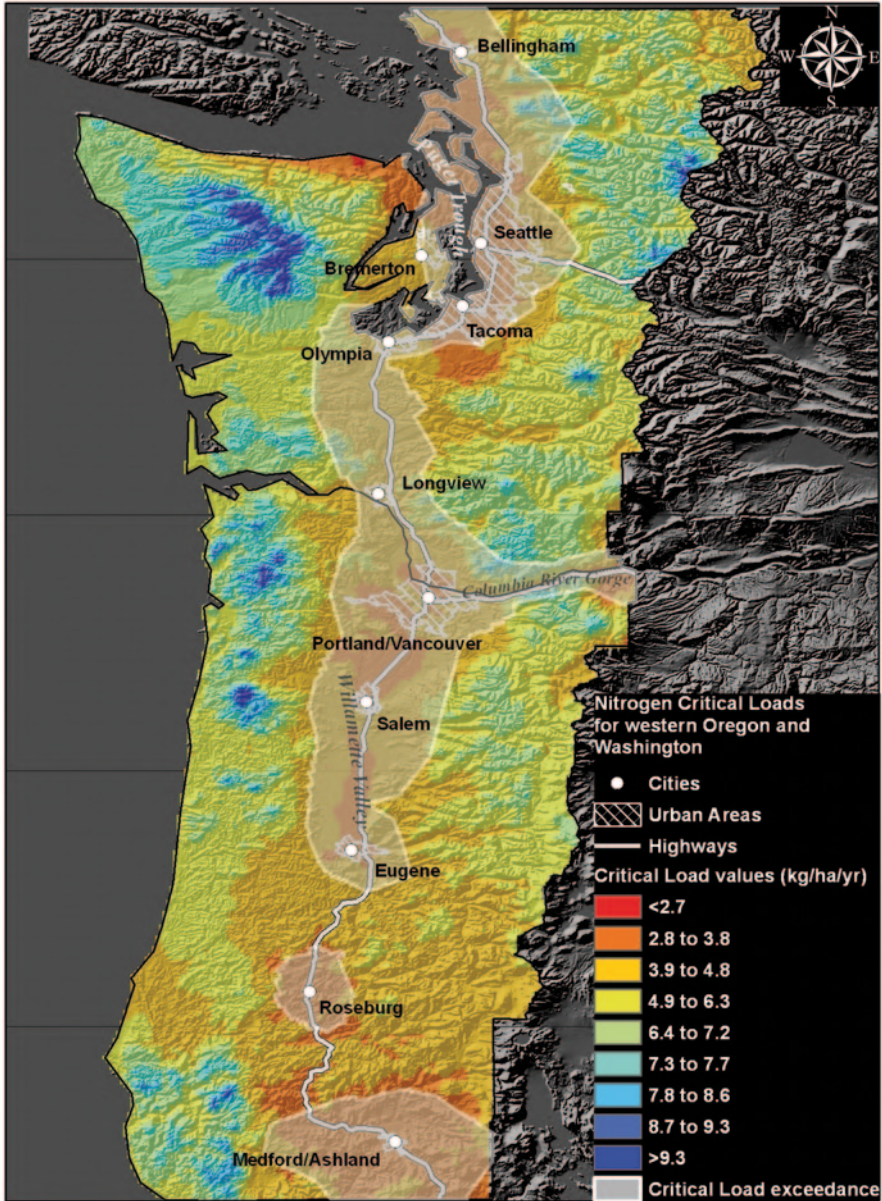 N
W E
S
Bellingham
Puget Trough
Seattle
Bremerton
Tacoma
Olympia
Longview
Columbia River Gorge
Portland/Vancouver
Willamette Valley
Salem
Eugene
Roseburg
Medford/Ashland
Nitrogen Critical Loads
for western Oregon and
Washington
Cities
Urban Areas
Highways
Critical Load values (kg/ha/yr)
<2.7
2.8 to 3.8
3.9 to 4.8
4.9 to 6.3
6.4 to 7.2
7.3 to 7.7
7.8 to 8.6
8.7 to 9.3
>9.3
Critical Load exceedance